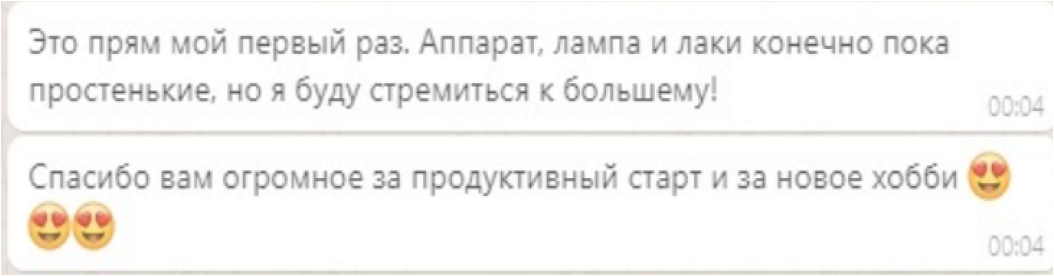 Это прям мой первый раз. Аппарат, лампа и лаки конечно пока
простенькие, но я буду стремиться к большему!
00:04
Спасибо вам огромное за продуктивный старт и за новое хобби 😍
😍😍
00:04